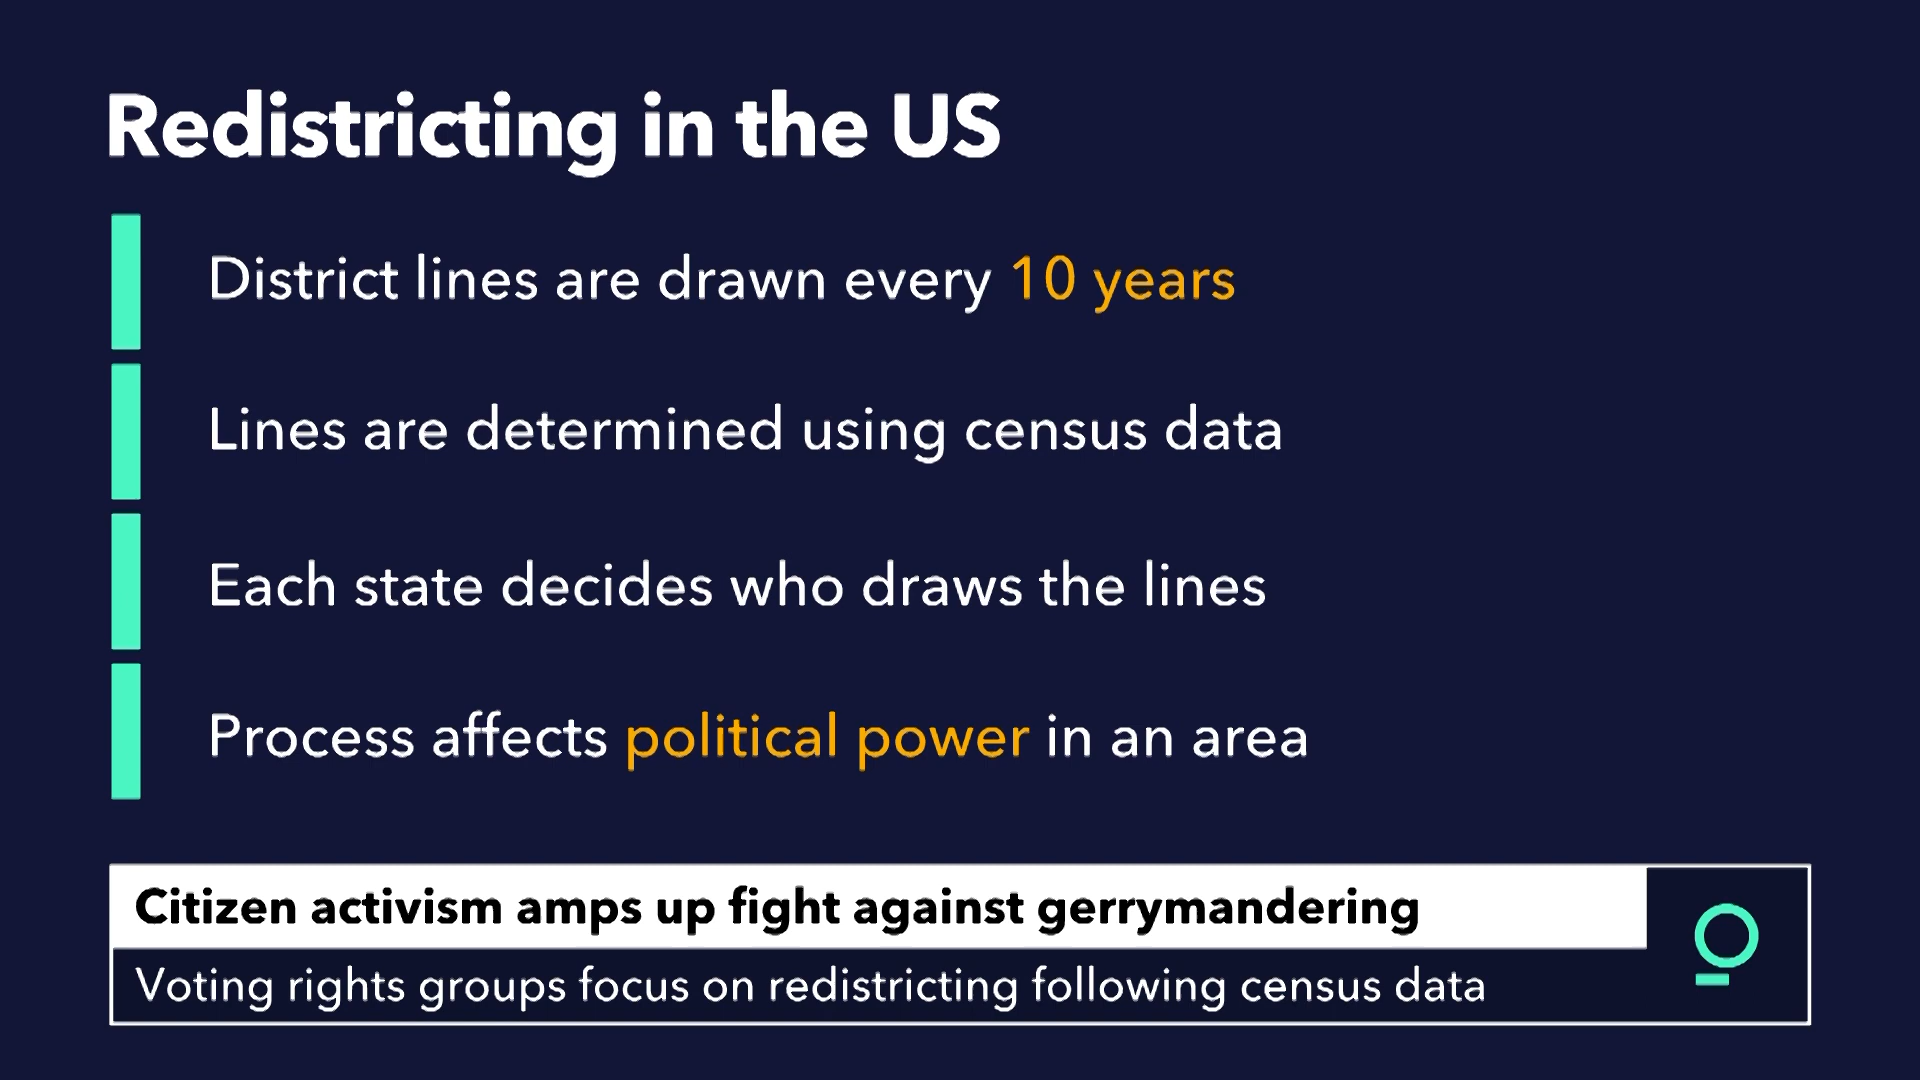 Redistricting in the US
District lines are drawn every 10 years
Lines are determined using census data
Each state decides who draws the lines
Process affects political power in an area
Citizen activism amps up fight against gerrymandering
Voting rights groups focus on redistricting following census data